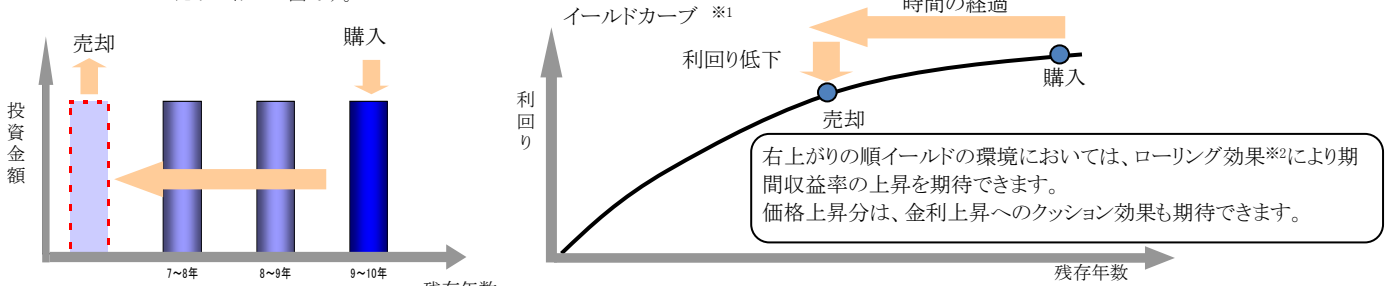 売却
購入
投資金額
7～8年
8～9年
9～10年
残存年数
イールドカーブ ※1
時間の経過
利回り低下
購入
売却
利回り
右上がりの順イールドの環境においては、ローリング効果※2により期
間収益率の上昇を期待できます。
価格上昇分は、金利上昇へのクッション効果も期待できます。
残存年数